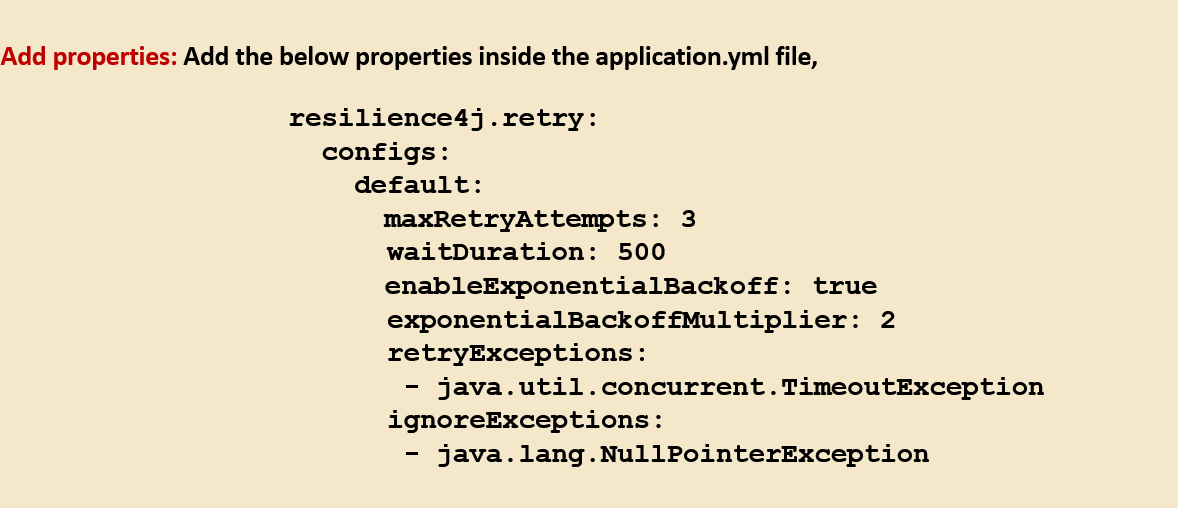 Add properties: Add the below properties inside the application.yml file,
resilience4j.retry:
configs:
default:
maxRetryAttempts: 3
waitDuration: 500
enableExponentialBackoff: true
exponentialBackoffMultiplier: 2
retryExceptions:
- java.util.concurrent.TimeoutException
ignoreExceptions:
- java.lang.NullPointerException